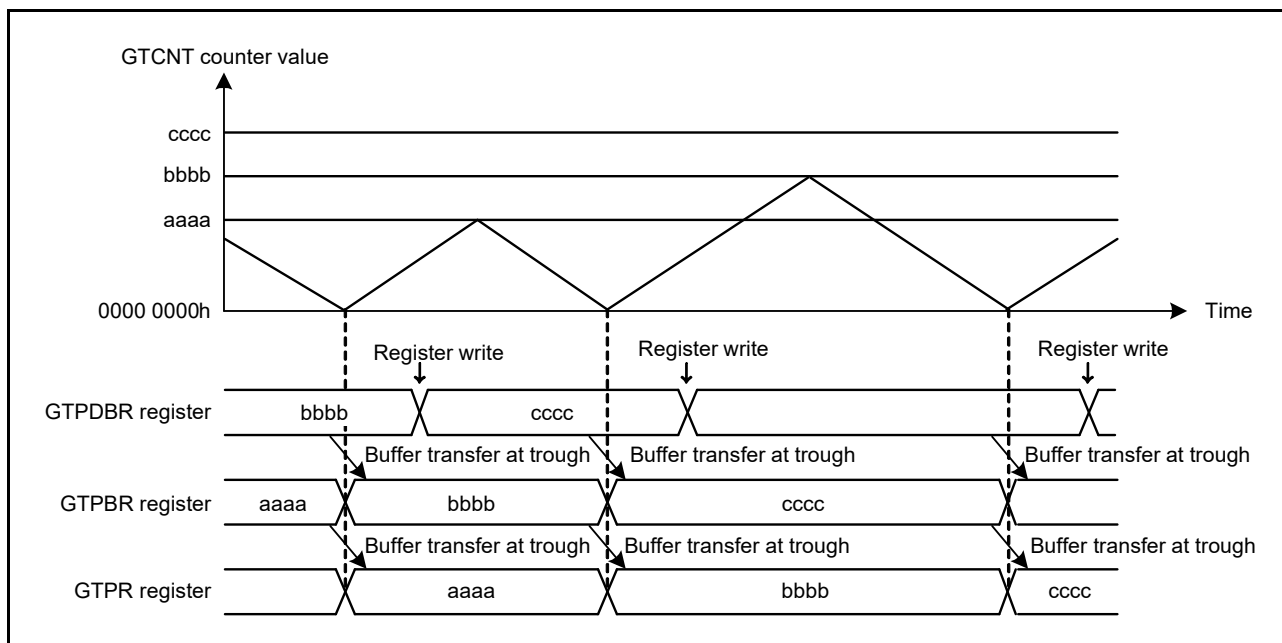 GTCNT counter value
cccc
bbbb
aaaa
0000 0000h
Time
Register write
Register write
Register write
GTPDBR register
bbbb
cccc
Buffer transfer at trough
Buffer transfer at trough
Buffer transfer at trough
GTPBR register
aaaa
bbbb
cccc
Buffer transfer at trough
Buffer transfer at trough
Buffer transfer at trough
GTPR register
aaaa
bbbb
cccc